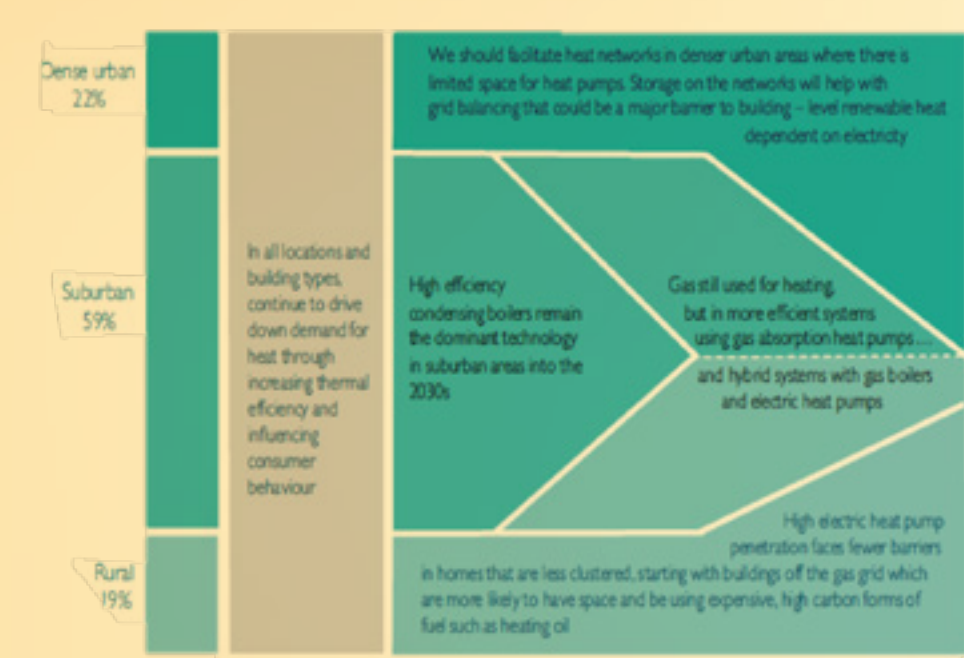 Dense urban
22%
We should facilitate heat networks in denser urban areas where there is
limited space for heat pumps. Storage on the networks will help with
grid balancing that could be a major barrier to building – level renewable heat
dependent on electricity
Suburban
59%
In all locations and
building types,
continue to drive
down demand for
heat through
increasing thermal
efficiency and
influencing
consumer
behaviour
High efficiency
condensing boilers remain
the dominant technology
in suburban areas into the
2030s
Gas still used for heating,
but in more efficient systems
using gas absorption heat pumps....
and hybrid systems with gas boilers
and electric heat pumps
Rural
19%
High electric heat pump
penetration faces fewer barriers
in homes that are less clustered, starting with buildings off the gas grid which
are more likely to have space and be using expensive, high carbon forms of
fuel such as heating oil